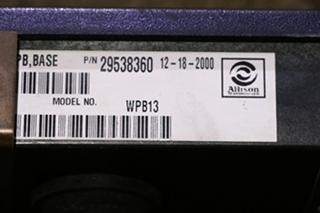 PB,BASE P/N 29538360 12-18-2000
Allison
MODEL NO. WPB13